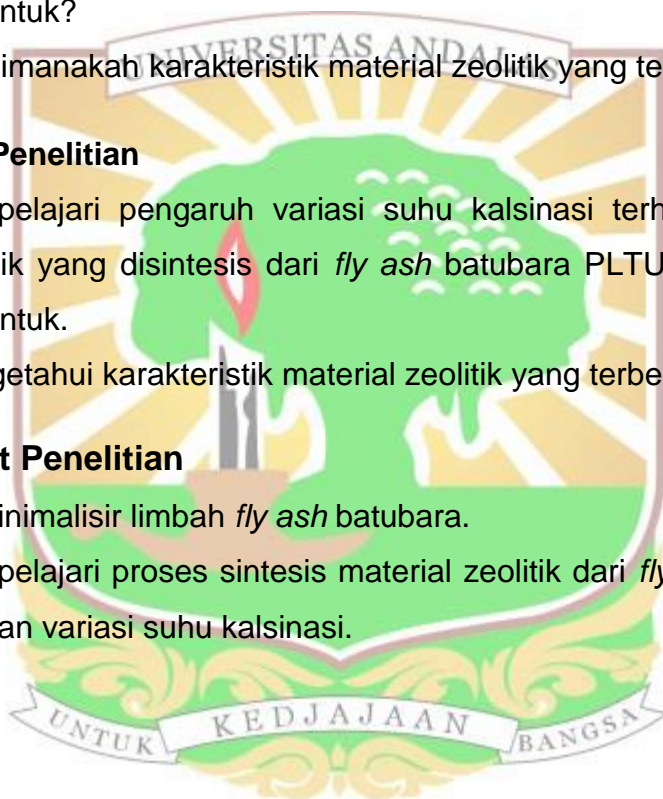 ntuk?
UNIVERSITAS ANDALAS
imanakah karakteristik material zeolitik yang te
Penelitian
pelajari pengaruh variasi suhu kalsinasi terh
ik yang disintesis dari fly ash batubara PLTU
ntuk.
getahui karakteristik material zeolitik yang terbe
t Penelitian
inimalisir limbah fly ash batubara.
pelajari proses sintesis material zeolitik dari fly
an variasi suhu kalsinasi.
UNTUK KEDJAJAAN BANGSA